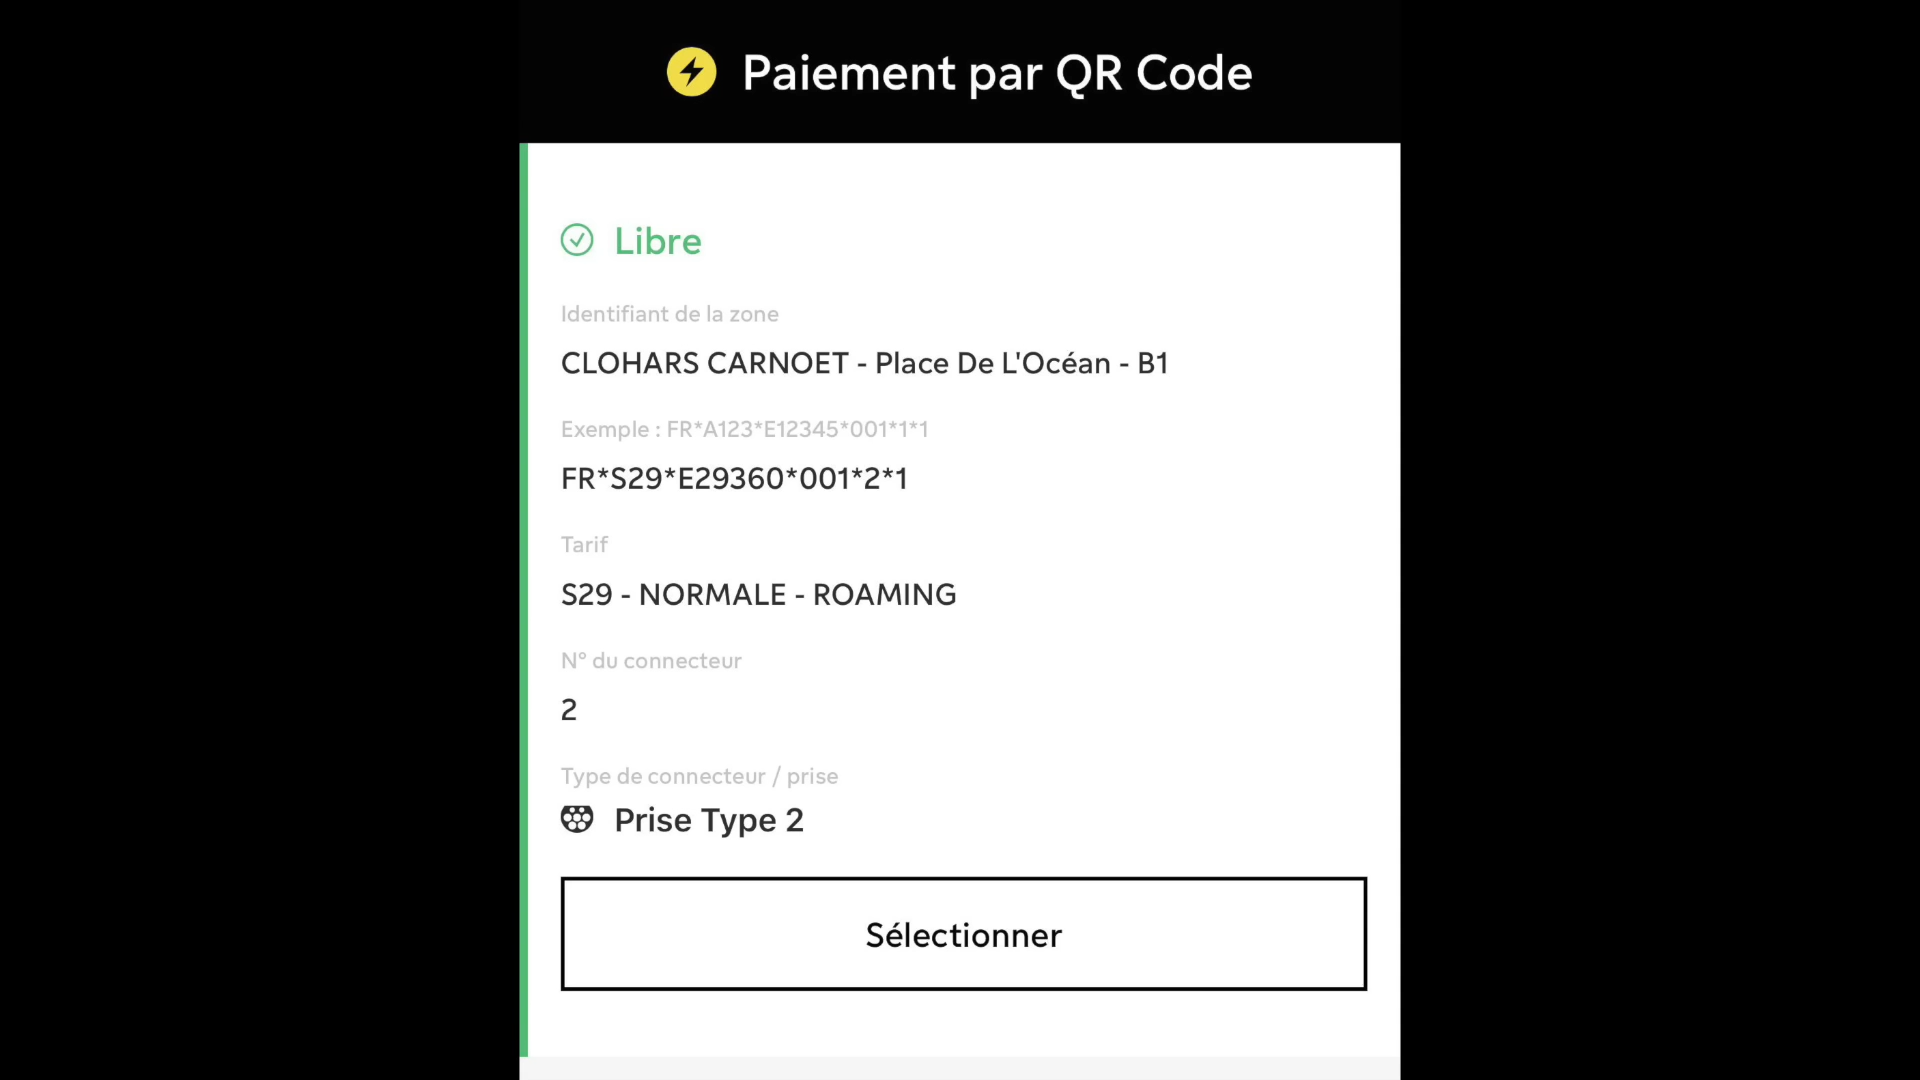 Paiement par QR Code
Libre
Identifiant de la zone
CLOHARS CARNOET - Place De L'Océan - B1
Exemple : FR*A123*E12345*001*1*1
FR*S29*E29360*001*2*1
Tarif
S29 - NORMALE - ROAMING
N° du connecteur
2
Type de connecteur / prise
Prise Type 2
Sélectionner